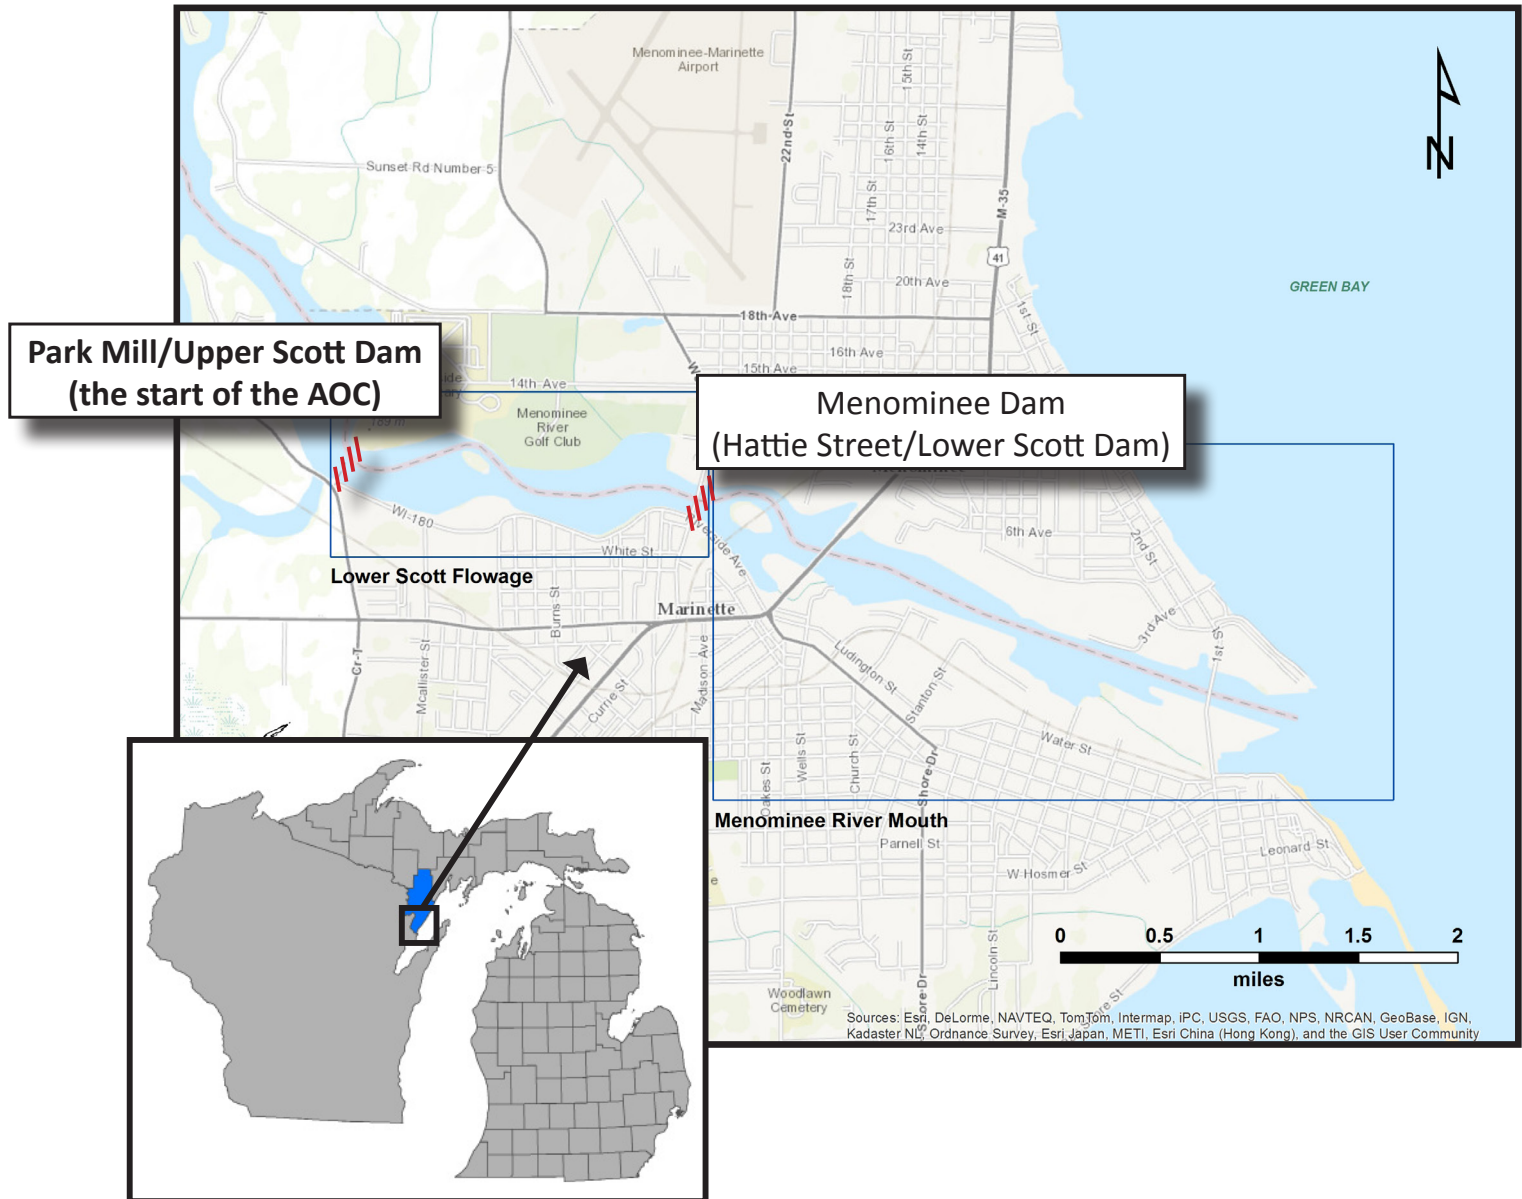 Menominee-Marinette
Airport
15th St
16th St
14th St
22nd St
Sunset Rd Number 5
17th St
M-35
23rd Ave
41
N
18th St
20th Ave
GREEN BAY
1st St
18th Ave
Park Mill/Upper Scott Dam
(the start of the AOC)
16th Ave
15th Ave
14th Ave
Menominee
River
Golf Club
Menominee Dam
(Hattie Street/Lower Scott Dam)
WI-180
White St
Riverside Ave
6th Ave
2nd St
Lower Scott Flowage
Burns St
Marinette
3rd Ave
1st St
Cr-T
Mcallister St
Currie St
Madison Ave
Ludington St
Stanton St
Water St
Oakes St
Wells St
Church St
Shore Dr
Menominee River Mouth
Parnell St
Leonard St
W Hosmer St
0 0.5 1 1.5 2
miles
Lincoln St
Shore Dr
Shore St
Woodlawn
Cemetery
Sources: Esri, DeLorme, NAVTEQ, TomTom, Intermap, iPC, USGS, FAO, NPS, NRCAN, GeoBase, IGN,
Kadaster NL, Ordnance Survey, Esri Japan, METI, Esri China (Hong Kong), and the GIS User Community